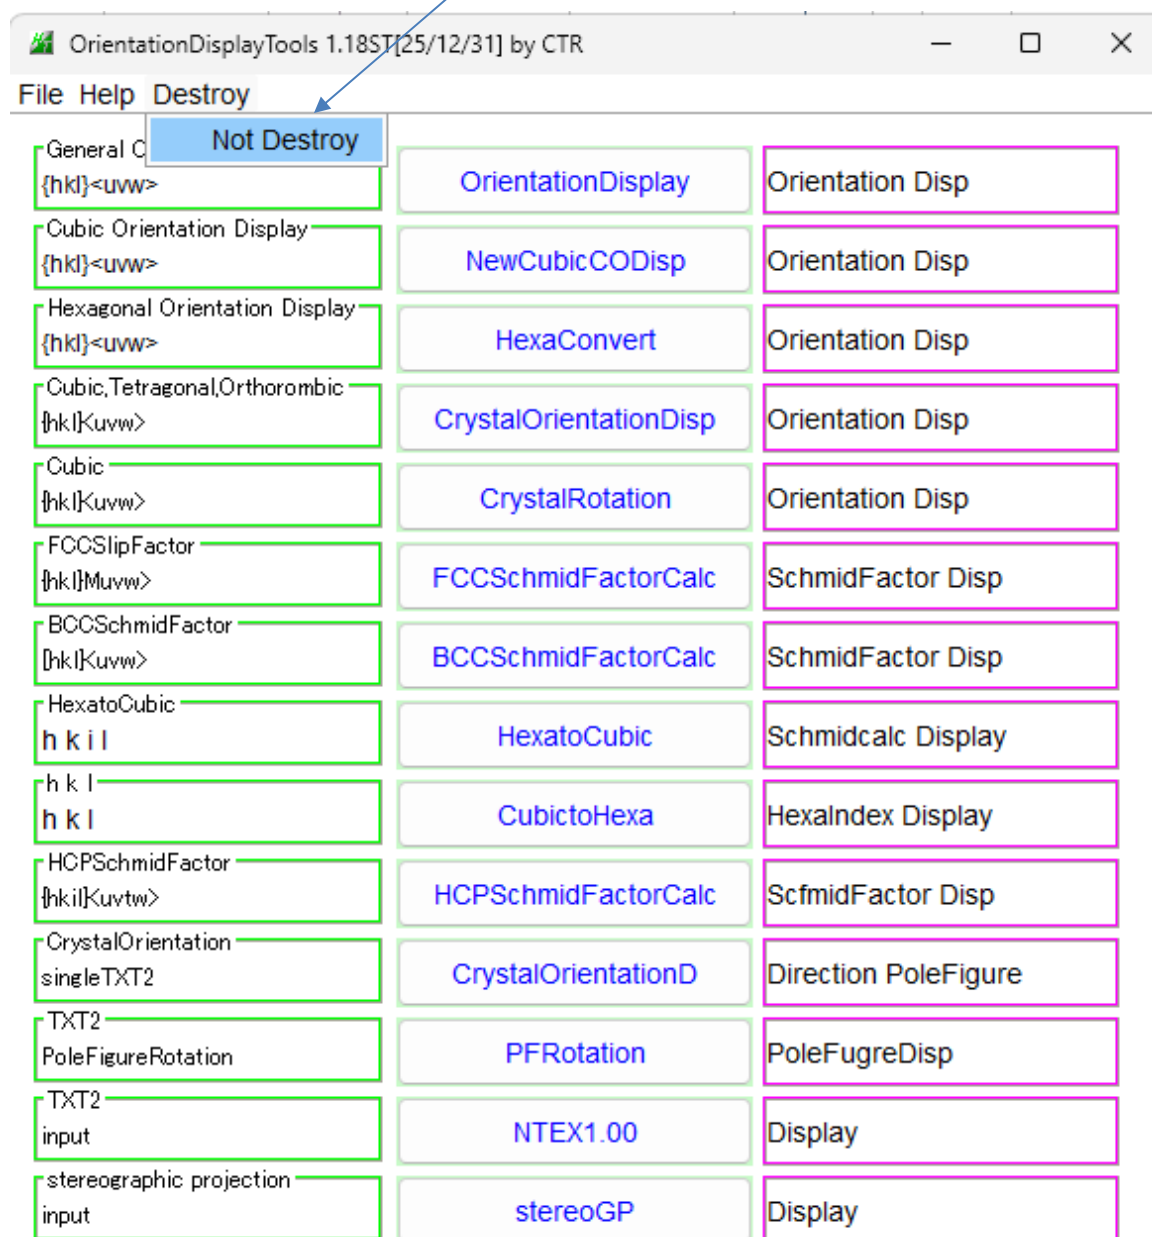 OrientationDisplayTools 1.18ST[25/12/31] by CTR
File Help Destroy
Not Destroy
General C
{hkl}<uvw>
OrientationDisplay
Orientation Disp
Cubic Orientation Display
{hkl}<uvw>
NewCubicCODisp
Orientation Disp
Hexagonal Orientation Display
{hkl}<uvw>
HexaConvert
Orientation Disp
Cubic,Tetragonal,Orthorombic
{hkl}<uvw>
CrystalOrientationDisp
Orientation Disp
Cubic
{hkl}<uvw>
CrystalRotation
Orientation Disp
FCCSlipFactor
{hkl}Muvw>
FCCSchmidFactorCalc
SchmidFactor Disp
BCCSchmidFactor
[hkl]<uvw>
BCCSchmidFactorCalc
SchmidFactor Disp
HexatoCubic
h k i l
HexatoCubic
Schmidcalc Display
h k l
h k l
CubictoHexa
HexaIndex Display
HCPSchmidFactor
{hkil}<uvtw>
HCPSchmidFactorCalc
ScfmidFactor Disp
CrystalOrientation
singleTXT2
CrystalOrientationD
Direction PoleFigure
TXT2
PoleFigureRotation
PFRotation
PoleFugreDisp
TXT2
input
NTEX1.00
Display
stereographic projection
input
stereoGP
Display